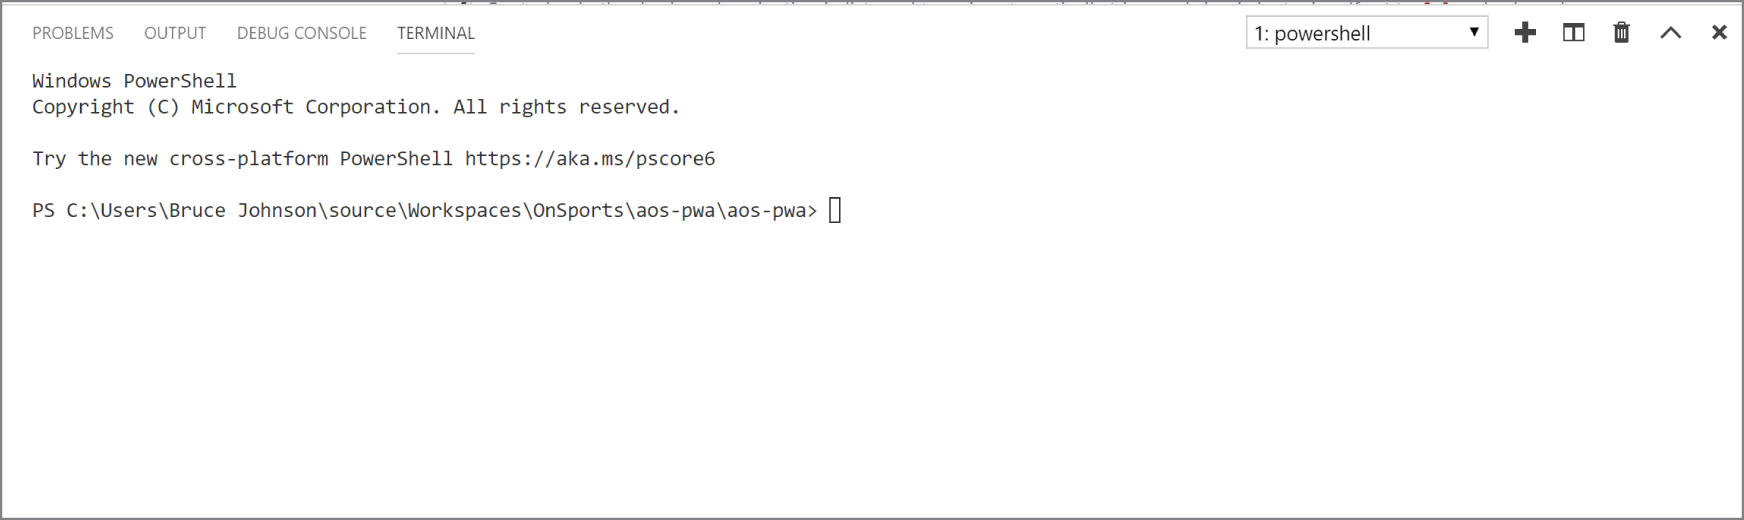 PROBLEMS OUTPUT DEBUG CONSOLE TERMINAL 1: powershell
Windows PowerShell
Copyright (C) Microsoft Corporation. All rights reserved.
Try the new cross-platform PowerShell https://aka.ms/pscore6
PS C:\Users\Bruce Johnson\source\Workspaces\OnSports\aos-pwa\aos-pwa>